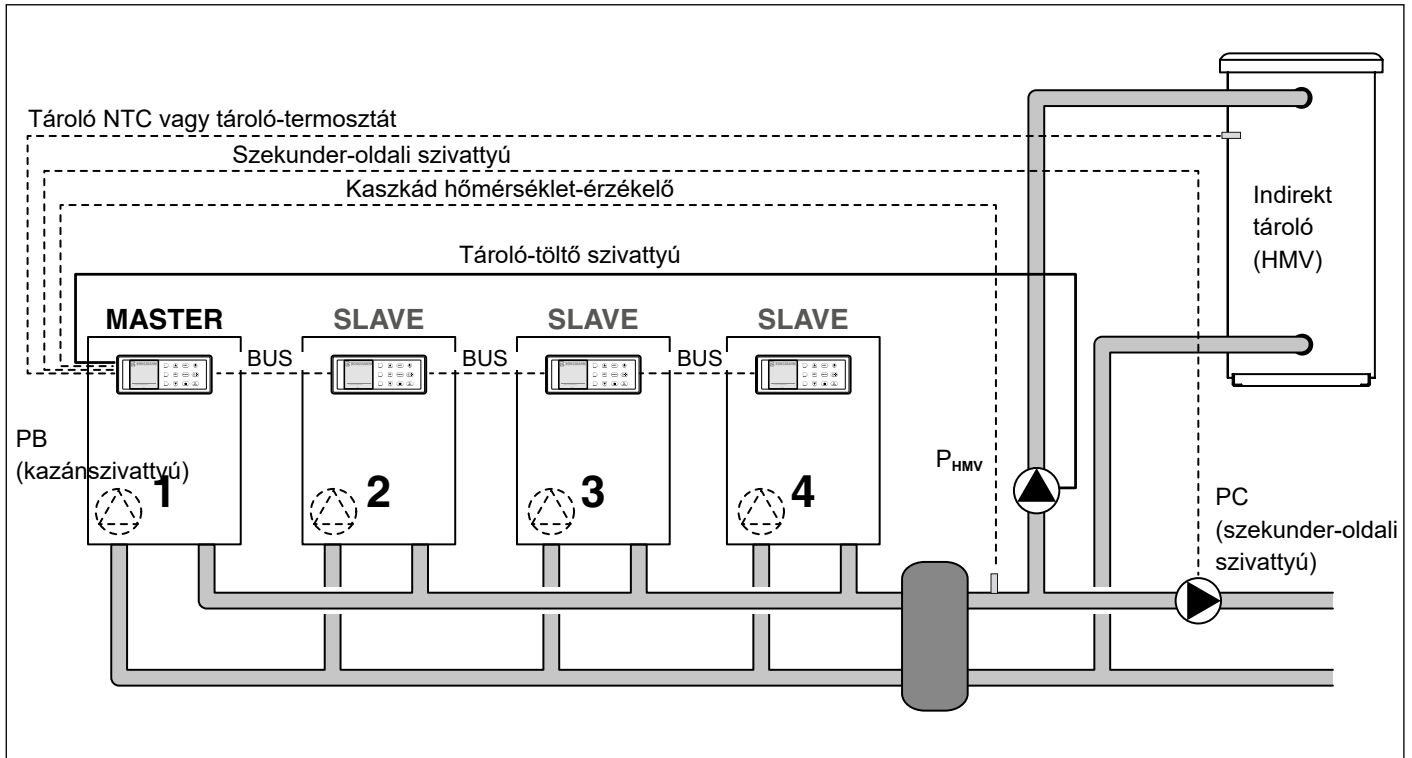 Tároló NTC vagy tároló-termosztát
Szekunder-oldali szivattyú
Kaszkád hőmérséklet-érzékelő
Indirekt
tároló
(HMV)
Tároló-töltő szivattyú
MASTER
SLAVE
SLAVE
SLAVE
BUS
BUS
BUS
PB
(kazánszivattyú)
1
2
3
4
PHMV
PC
(szekunder-oldali
szivattyú)